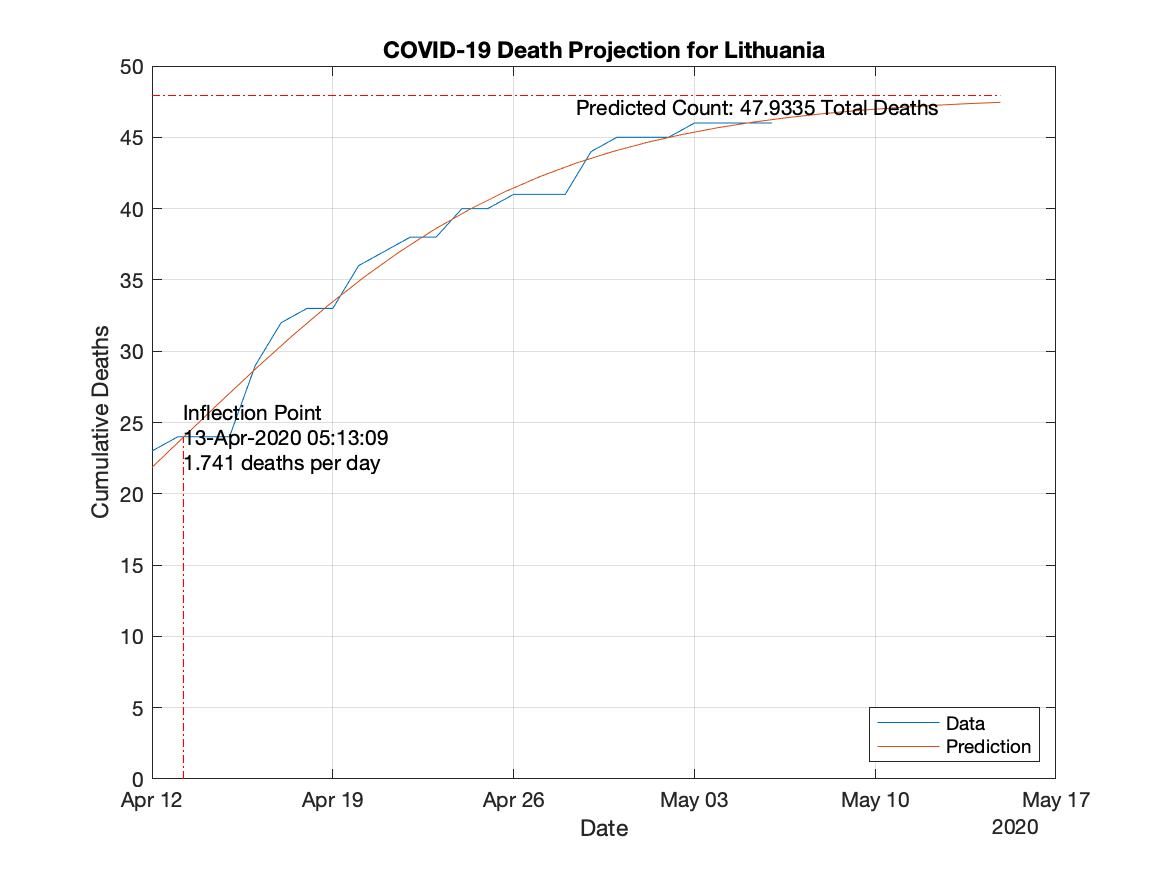 COVID-19 Death Projection for Lithuania
50
45
40
35
30
25
20
15
10
5
0
Cumulative Deaths
Predicted Count: 47.9335 Total Deaths
Inflection Point
13-Apr-2020 05:13:09
1.741 deaths per day
Data
Prediction
Apr 12 Apr 19 Apr 26 May 03 May 10 May 17
Date
2020